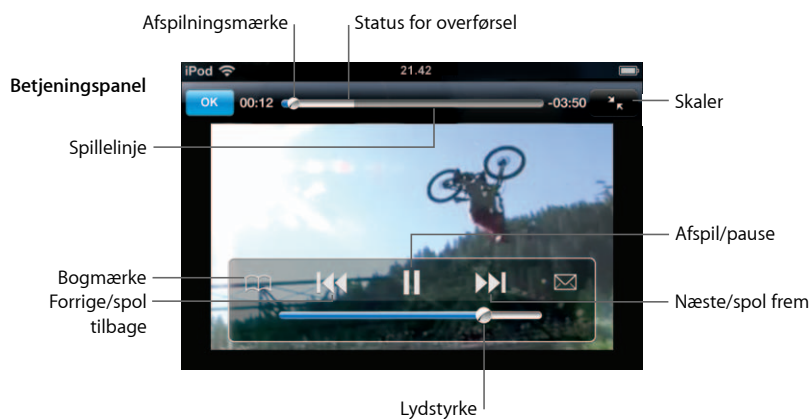 Afspilningsmærke
Status for overførsel
iPod
21.42
Betjeningspanel
OK
00:12
-03:50
Skaler
Spillelinje
Afspil/pause
Bogmærke
Forrige/spol
tilbage
Næste/spol frem
Lydstyrke